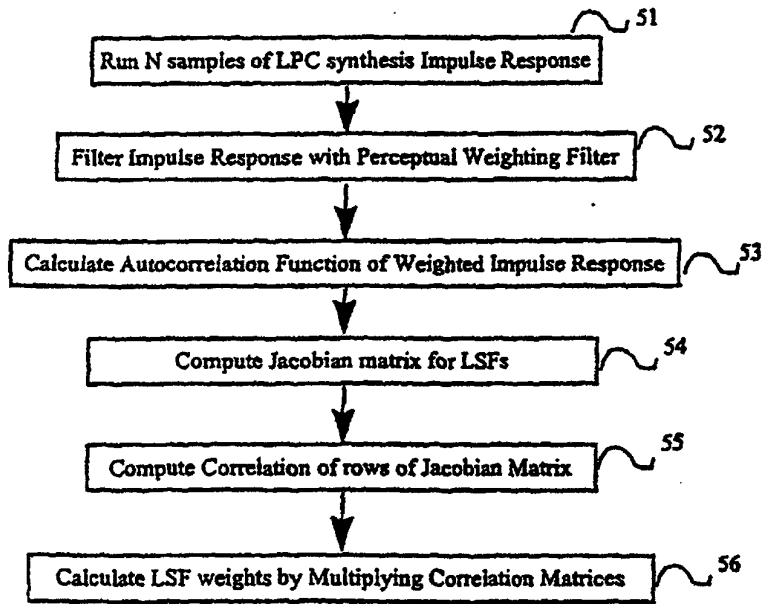 51
Run N samples of LPC synthesis Impulse Response
52
Filter Impulse Response with Perceptual Weighting Filter
53
Calculate Autocorrelation Function of Weighted Impulse Response
54
Compute Jacobian matrix for LSFs
55
Compute Correlation of rows of Jacobian Matrix
56
Calculate LSF weights by Multiplying Correlation Matrices